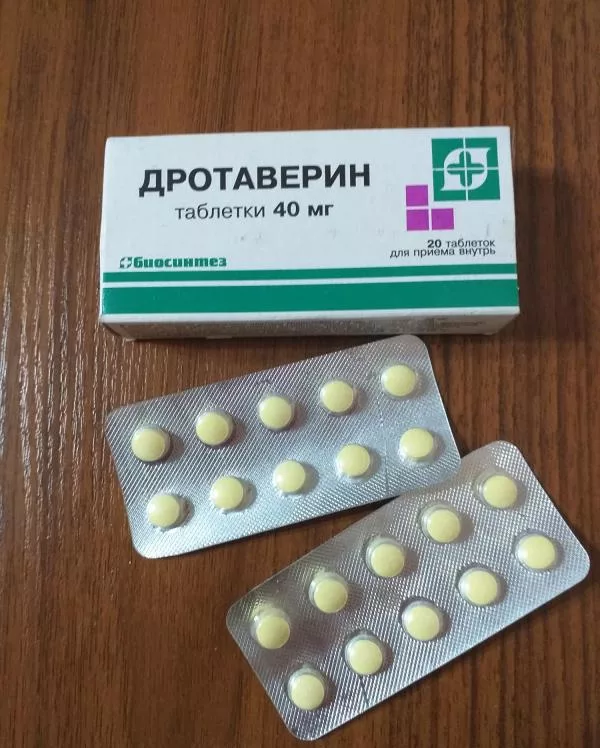 ДРОТАВЕРИН
таблетки 40 мг
20 таблеток
для приема внутрь
биосинтез